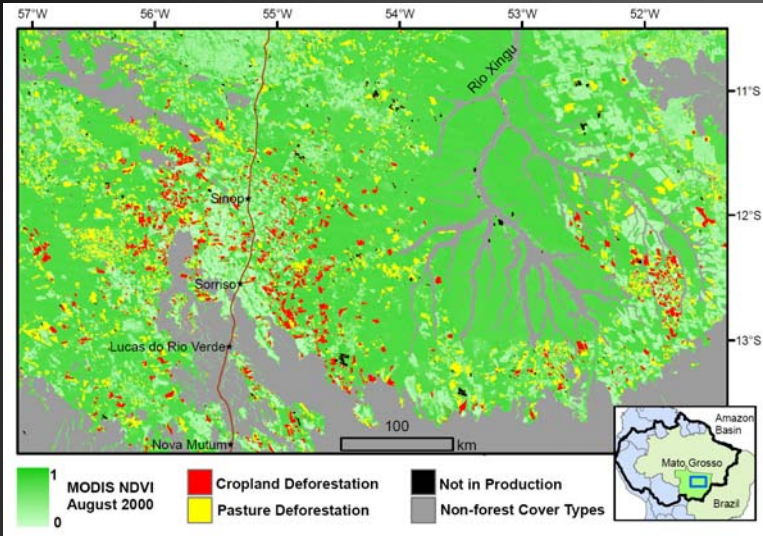 57°W 56°W 55°W 54°W 53°W 52°W
Rio Xingu
11°S
Sinop
12°S
Sorriso
Lucas do Rio Verde
13°S
100
km
Nova Mutum
1
0
MODIS NDVI
August 2000
Cropland Deforestation
Pasture Deforestation
Not in Production
Non-forest Cover Types
Amazon
Basin
Mato Grosso
Brazil